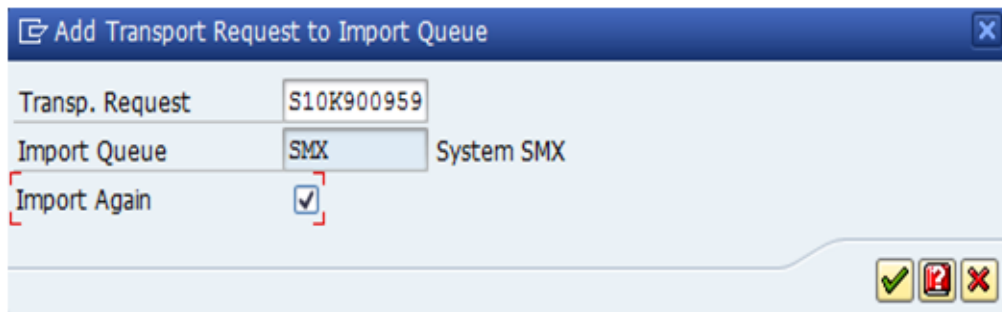 Add Transport Request to Import Queue
Transp. Request S10K900959
Import Queue SMX System SMX
Import Again